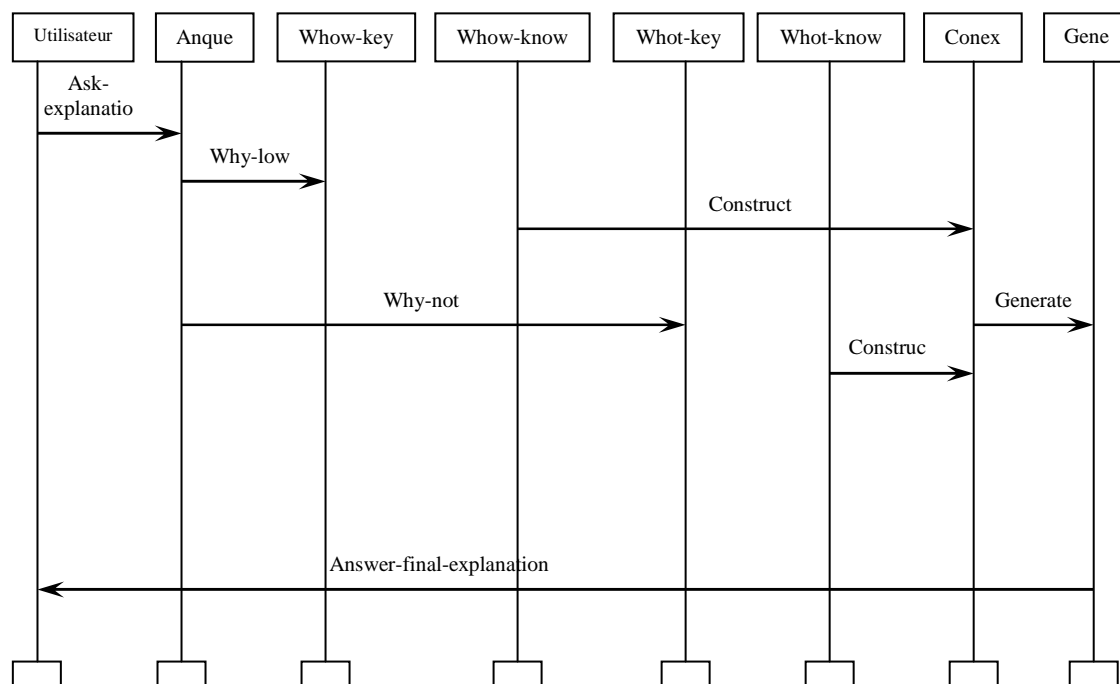 Utilisateur
Anque
Whow-key
Whow-know
Whot-key
Whot-know
Conex
Gene
Ask-
explanatio
Why-low
Construct
Why-not
Generate
Construc
Answer-final-explanation